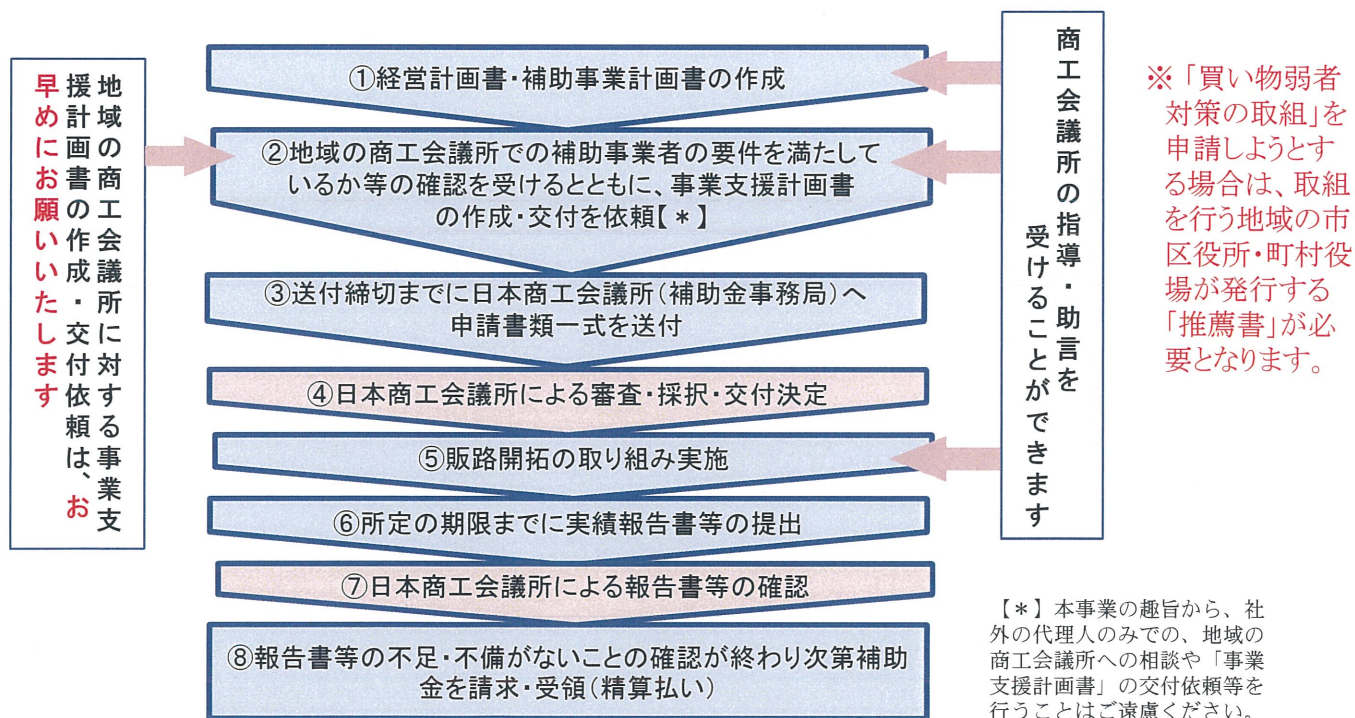 地域の商工会議所に対する事業支
援計画書の作成・交付依頼は、お
早めにお願いいたします
①経営計画書・補助事業計画書の作成
②地域の商工会議所での補助事業者の要件を満たして
いるか等の確認を受けるとともに、事業支援計画書
の作成・交付を依頼【*】
③送付締切までに日本商工会議所(補助金事務局)へ
申請書類一式を送付
④日本商工会議所による審査・採択・交付決定
⑤販路開拓の取り組み実施
⑥所定の期限までに実績報告書等の提出
⑦日本商工会議所による報告書等の確認
⑧報告書等の不足・不備がないことの確認が終わり次第補助
金を請求・受領(精算払い)
商工会議所の指導・助言を
受けることができます
※「買い物弱者
対策の取組」を
申請しようとす
る場合は、取組
を行う地域の市
区役所・町村役
場が発行する
「推薦書」が必
要となります。
【*】本事業の趣旨から、社
外の代理人のみでの、地域の
商工会議所への相談や「事業
支援計画書」の交付依頼等を
行うことはご遠慮ください。